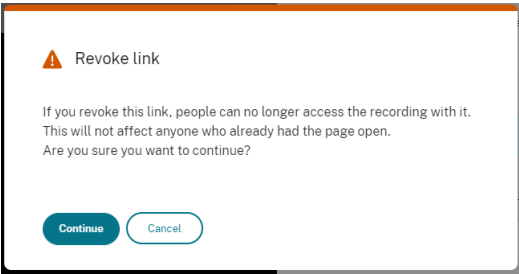 Revoke link
If you revoke this link, people can no longer access the recording with it.
This will not affect anyone who already had the page open.
Are you sure you want to continue?
Continue
Cancel